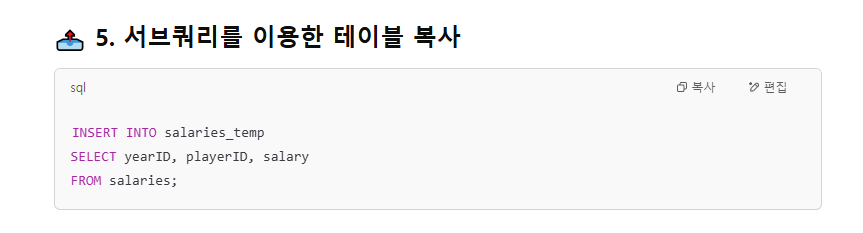 📤 5. 서브쿼리를 이용한 테이블 복사
sql 복사 편집
INSERT INTO salaries_temp
SELECT yearID, playerID, salary
FROM salaries;